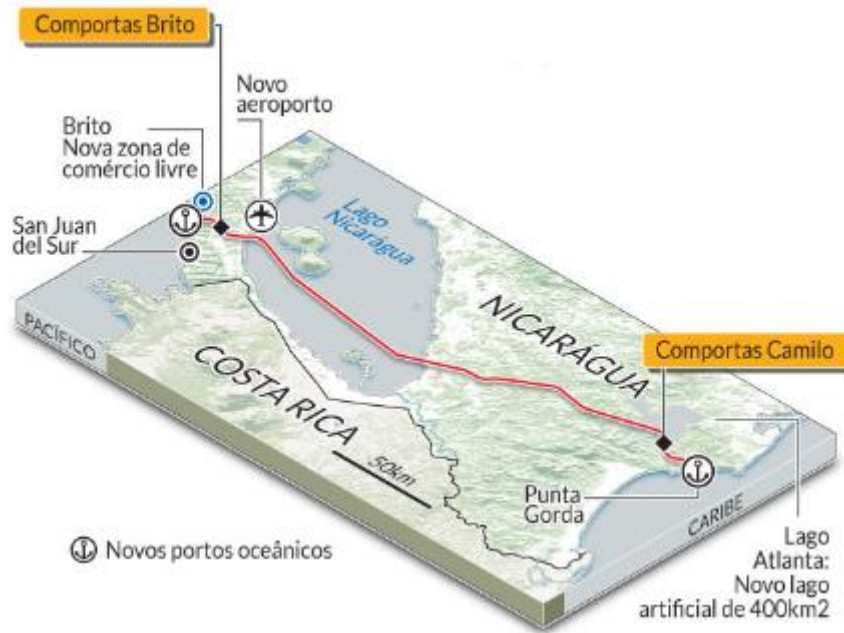 Comportas Brito
Novo
aeroporto
Brito
Nova zona de
comércio livre
San Juan
del Sur
Lago
Nicarágua
PACÍFICO
NICARÁGUA
COSTA RICA
50km
Comportas Camilo
Punta
Gorda
CARIBE
Lago
Atlanta:
Novo lago
artificial de 400km2
Novos portos oceânicos